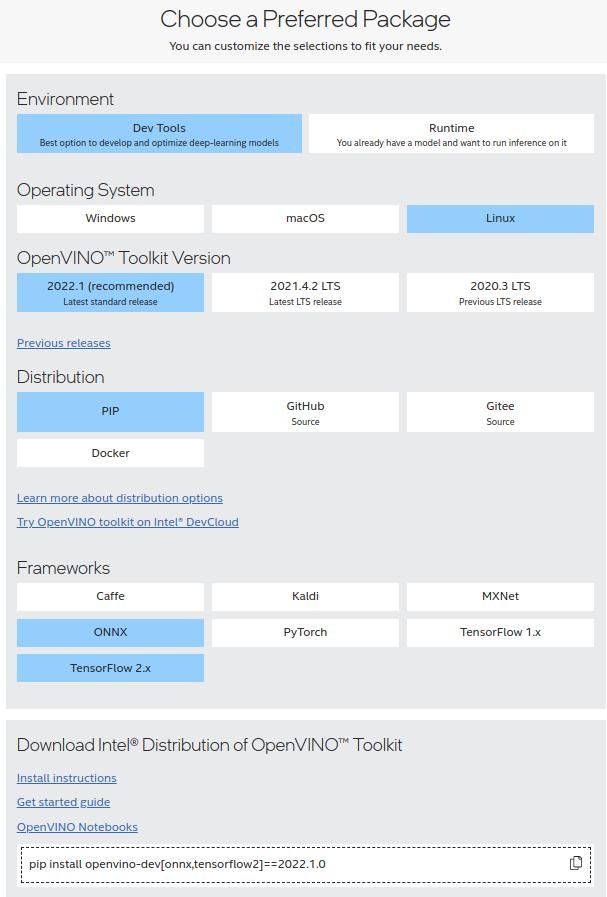 Choose a Preferred Package
You can customize the selections to fit your needs.
Environment
Dev Tools
Best option to develop and optimize deep-learning models
Runtime
You already have a model and want to run inference on it
Operating System
Windows
macOS
Linux
OpenVINO™ Toolkit Version
2022.1 (recommended)
Latest standard release
2021.4.2 LTS
Latest LTS release
2020.3 LTS
Previous LTS release
Previous releases
Distribution
PIP
GitHub
Source
Gitee
Source
Docker
Learn more about distribution options
Try OpenVINO toolkit on Intel® DevCloud
Frameworks
Caffe
Kaldi
MXNet
ONNX
PyTorch
TensorFlow 1.x
TensorFlow 2.x
Download Intel® Distribution of OpenVINO™ Toolkit
Install instructions
Get started guide
OpenVINO Notebooks
pip install openvino-dev[onnx,tensorflow2]==2022.1.0